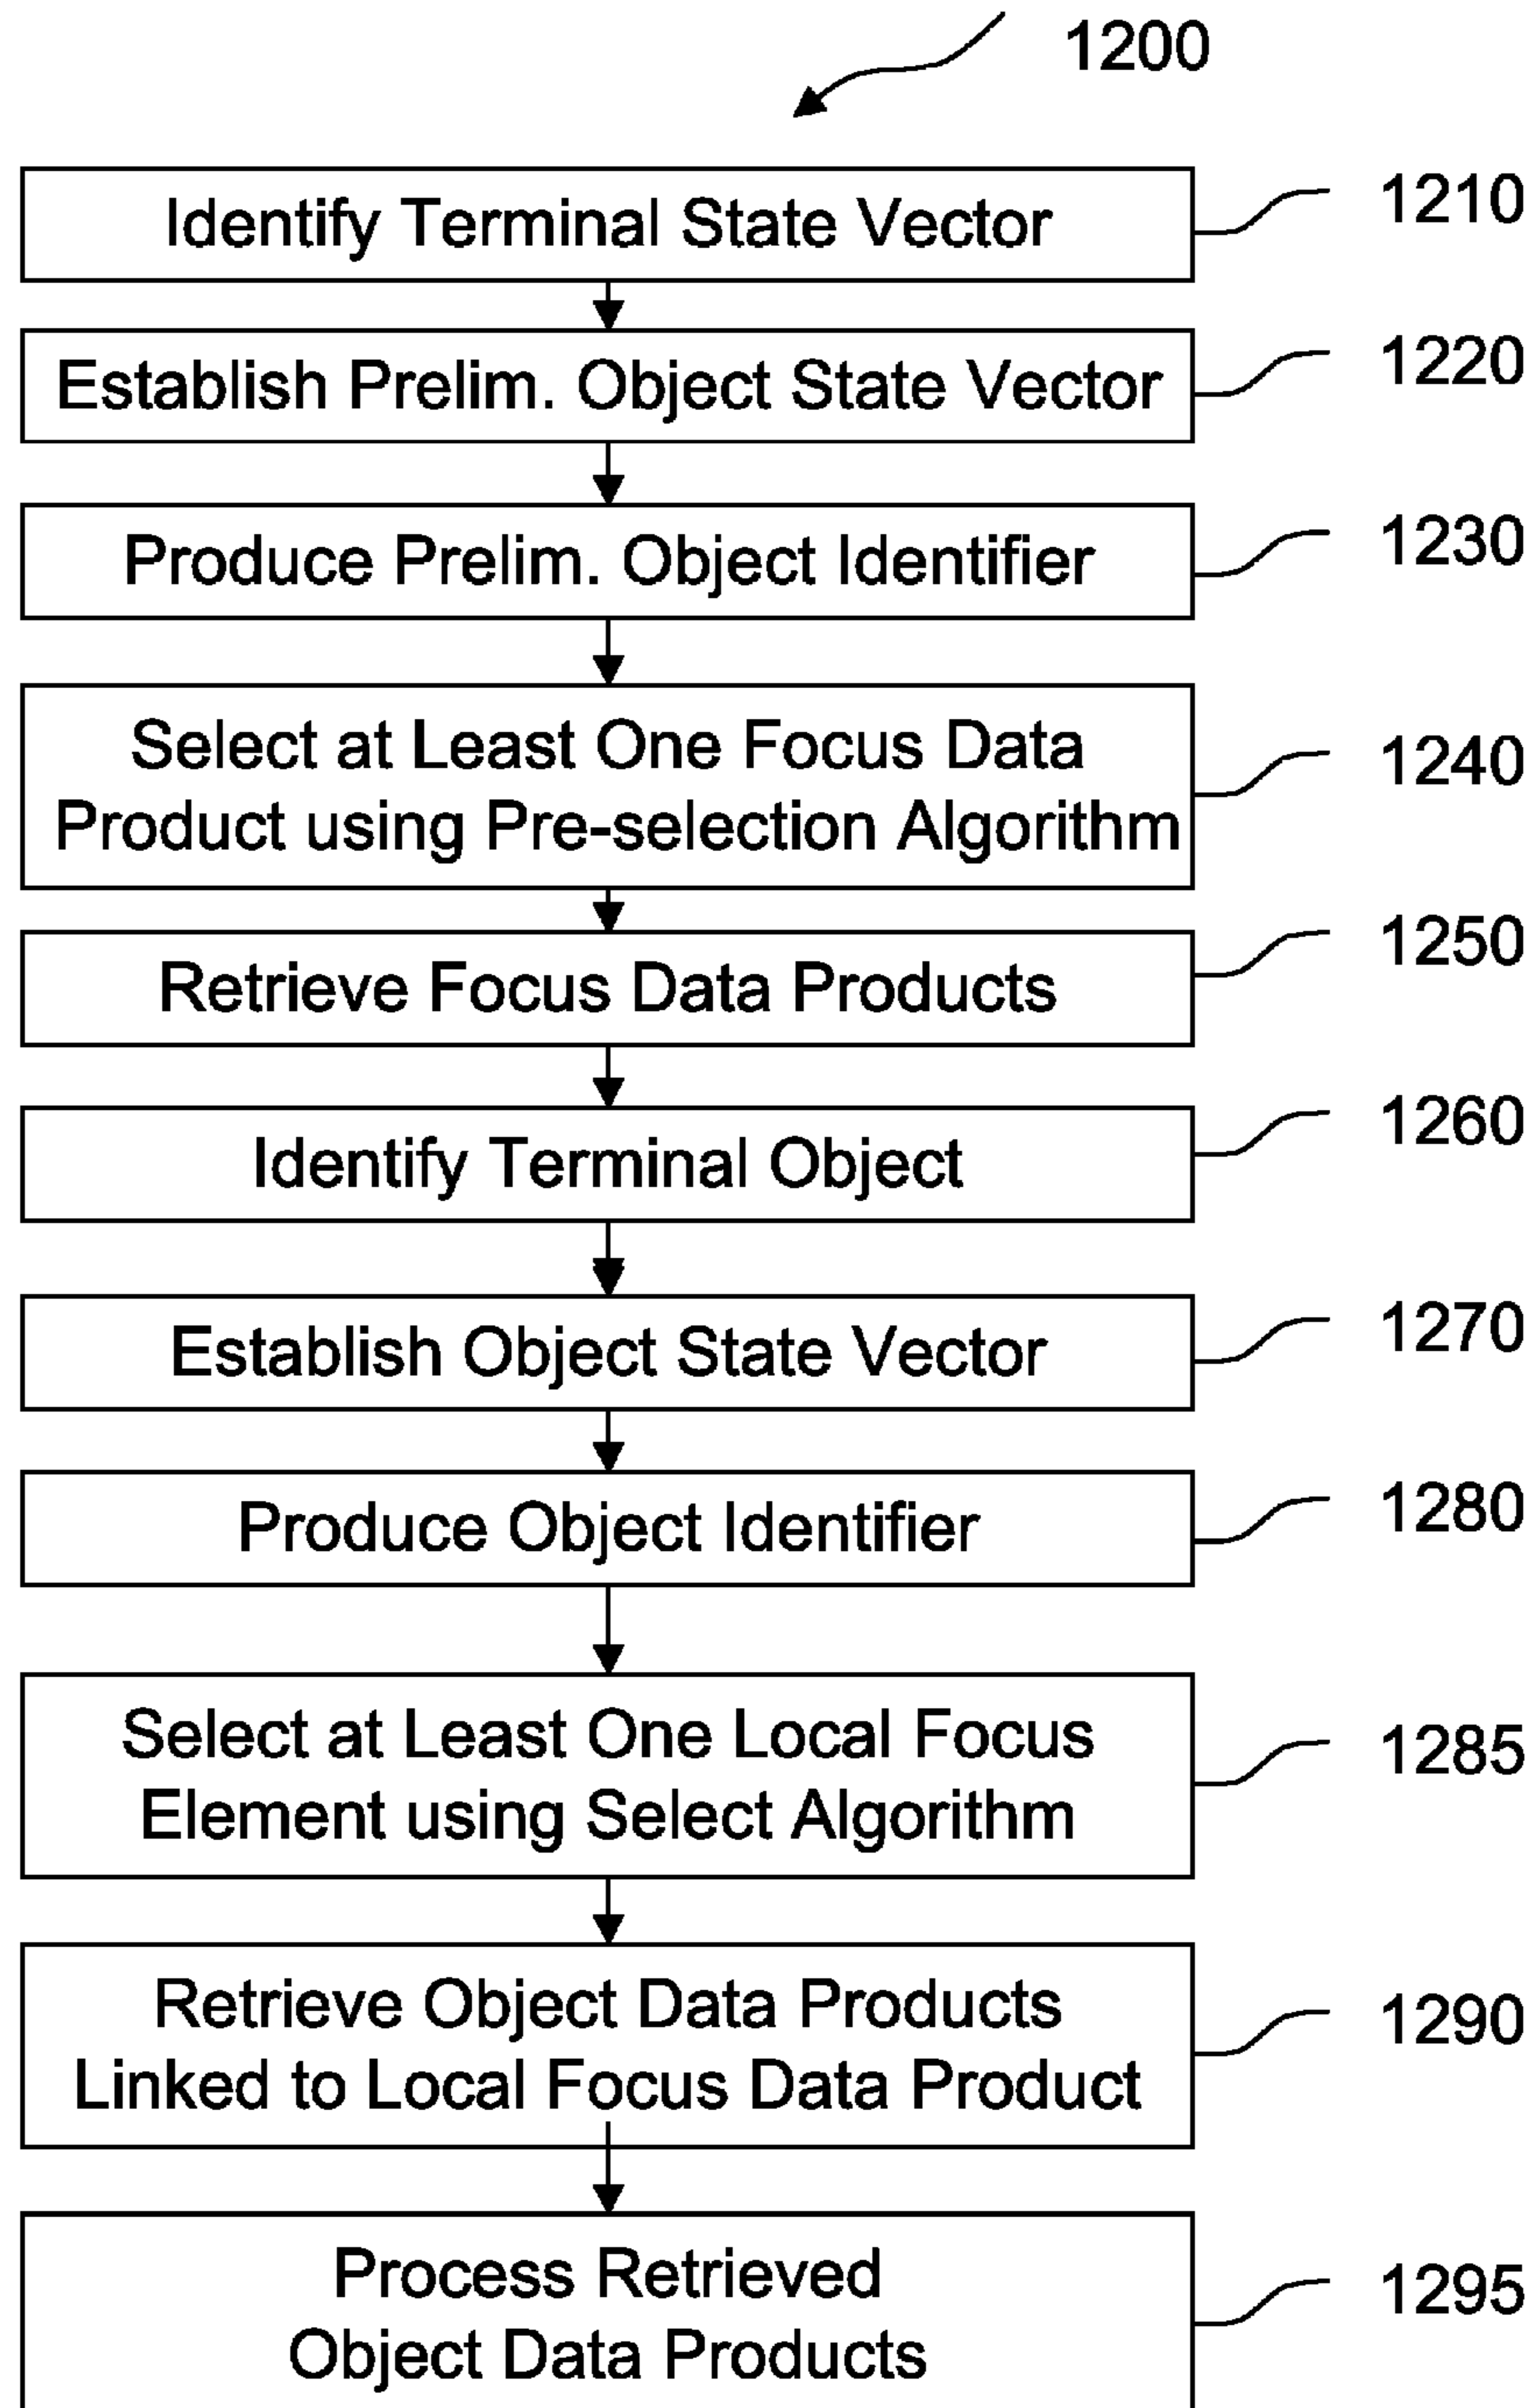 1200
Identify Terminal State Vector
1210
Establish Prelim. Object State Vector
1220
Produce Prelim. Object Identifier
1230
Select at Least One Focus Data
Product using Pre-selection Algorithm
1240
Retrieve Focus Data Products
1250
Identify Terminal Object
1260
Establish Object State Vector
1270
Produce Object Identifier
1280
Select at Least One Local Focus
Element using Select Algorithm
1285
Retrieve Object Data Products
Linked to Local Focus Data Product
1290
Process Retrieved
Object Data Products
1295